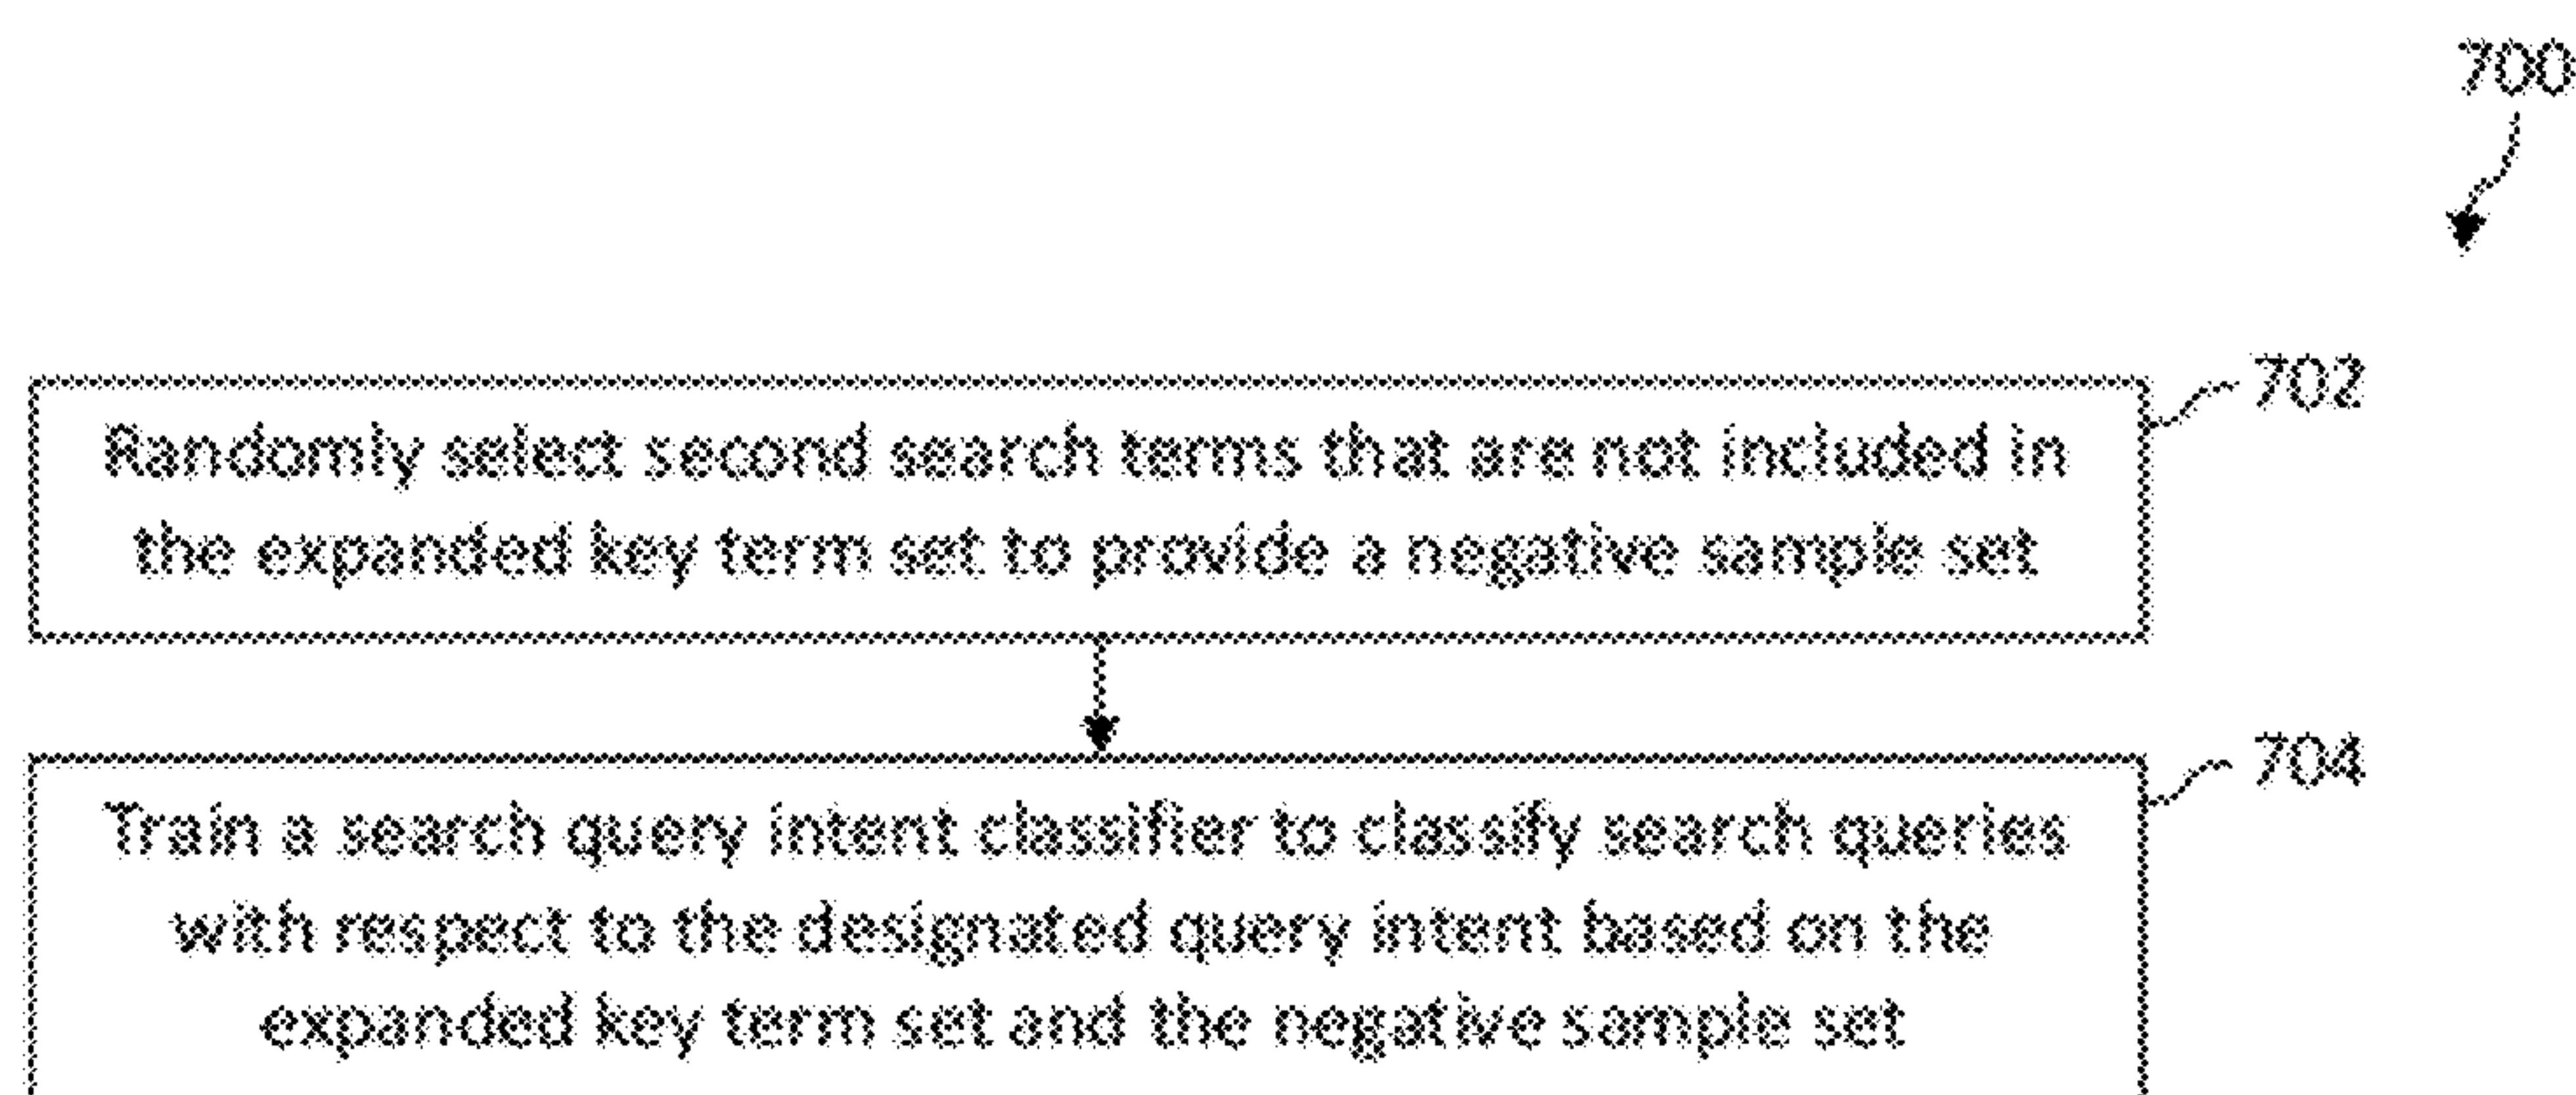 700
702
Randomly select second search terms that are not included in
the expanded key term set to provide a negative sample set
704
Train a search query intent classifier to classify search queries
with respect to the designated query intent based on the
expanded key term set and the negative sample set